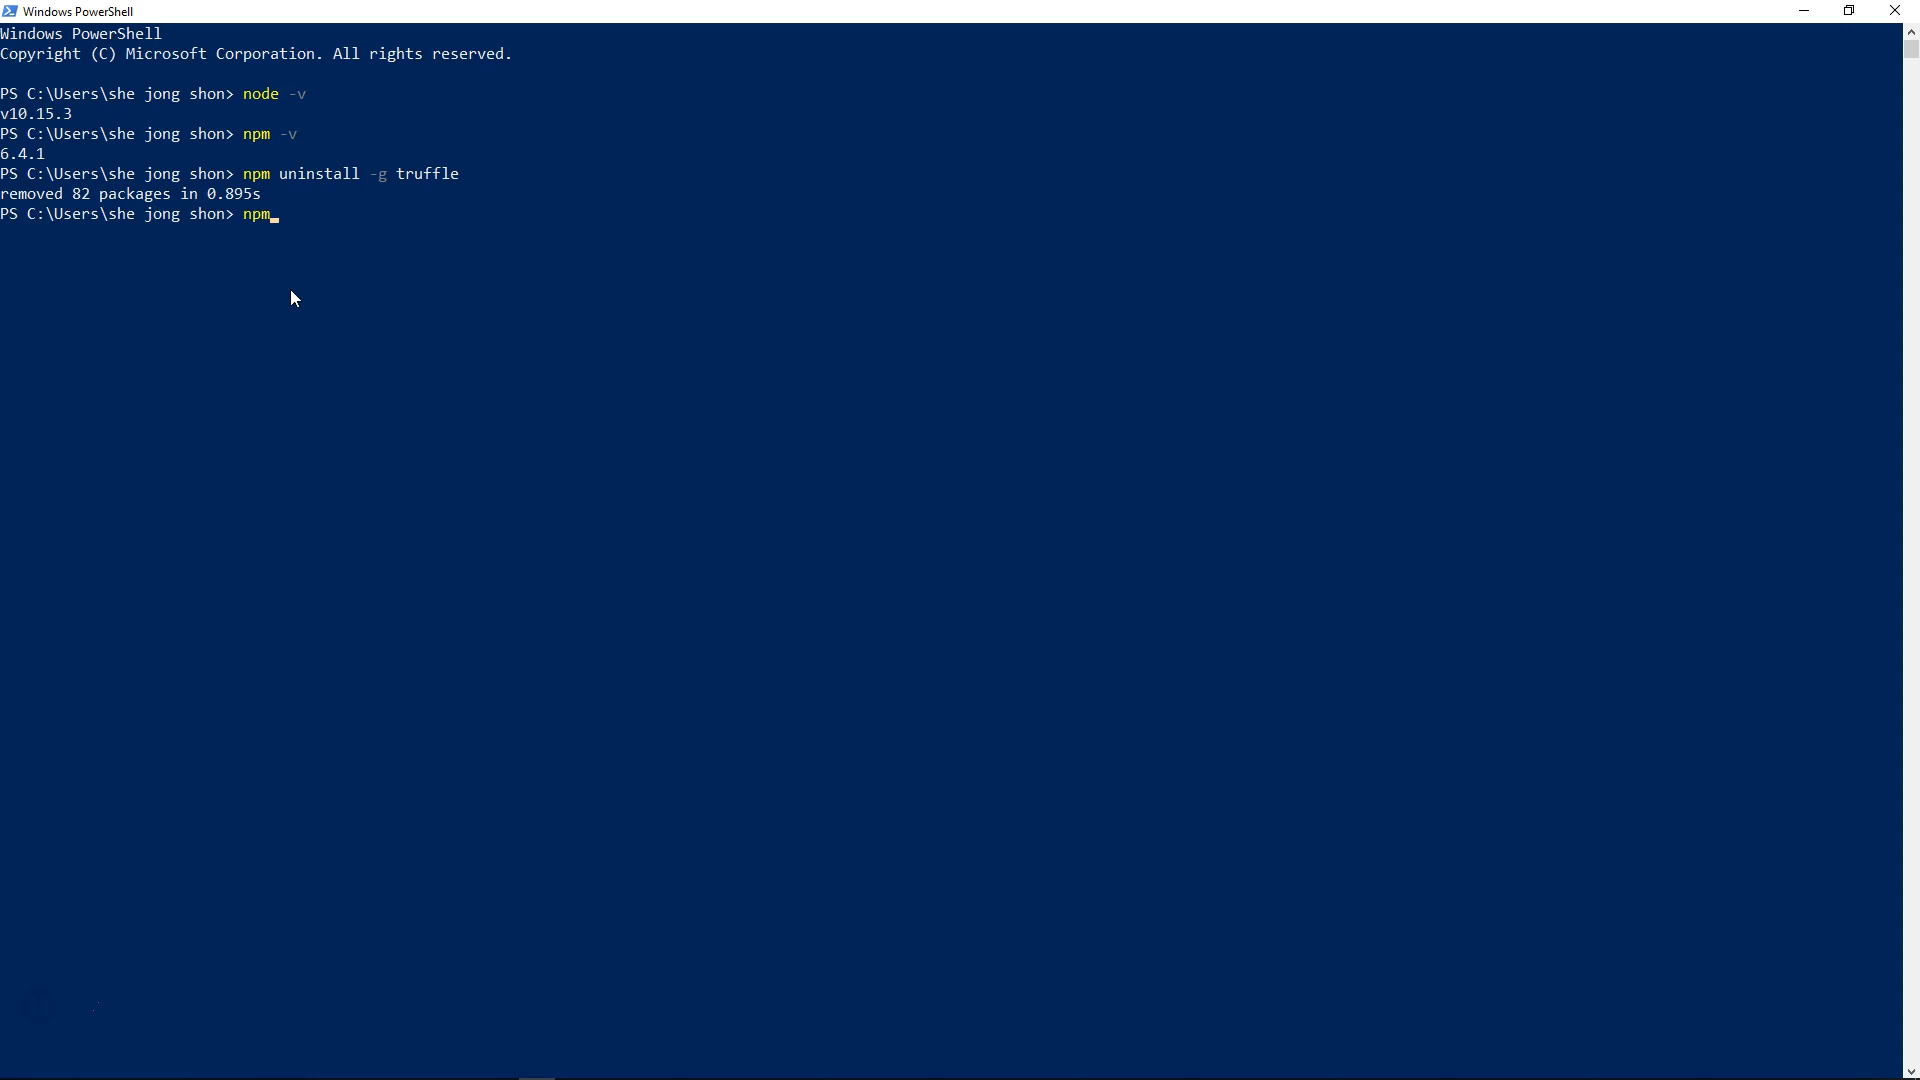 Windows PowerShell
Windows PowerShell
Copyright (C) Microsoft Corporation. All rights reserved.
PS C:\Users\she jong shon> node -v
v10.15.3
PS C:\Users\she jong shon> npm -v
6.4.1
PS C:\Users\she jong shon> npm uninstall -g truffle
removed 82 packages in 0.895s
PS C:\Users\she jong shon> npm